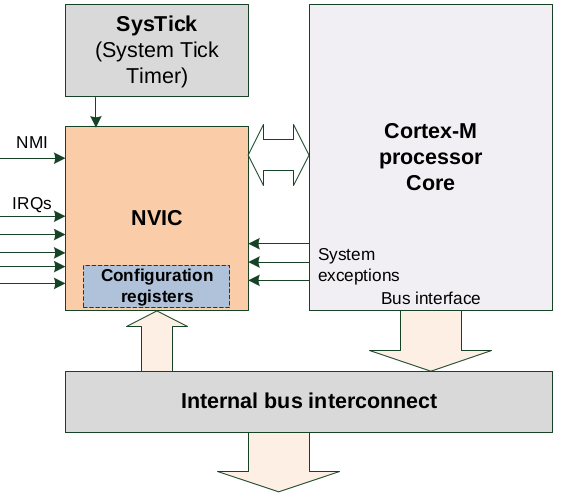 SysTick
(System Tick
Timer)
NMI
IRQs
NVIC
Configuration
registers
Cortex-M
processor
Core
System
exceptions
Bus interface
Internal bus interconnect